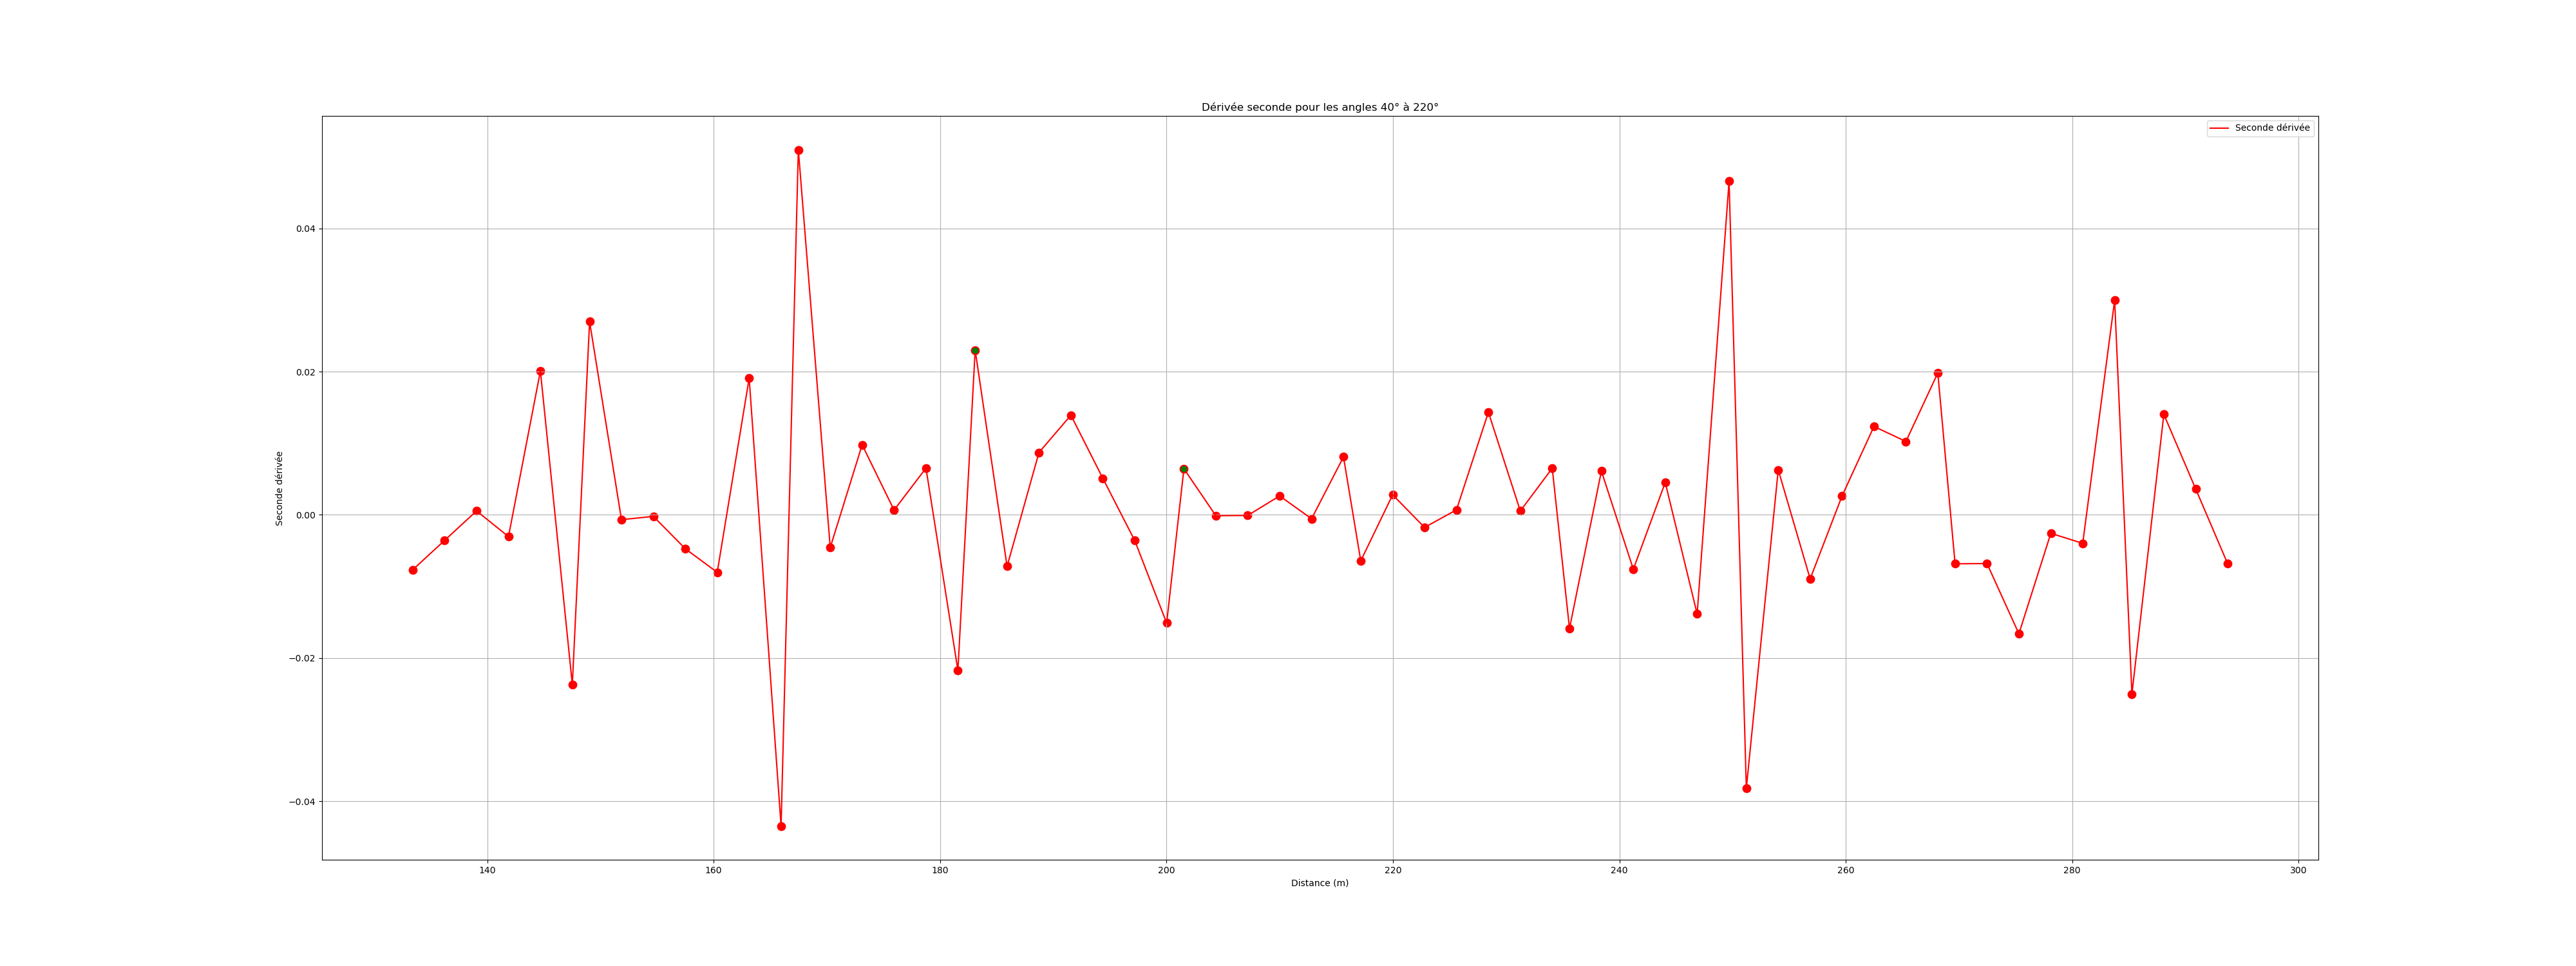 Dérivée seconde pour les angles 40° à 220°
Seconde dérivée
0.04
0.02
0.00
−0.02
−0.04
Seconde dérivée
140 160 180 200 220 240 260 280 300
Distance (m)